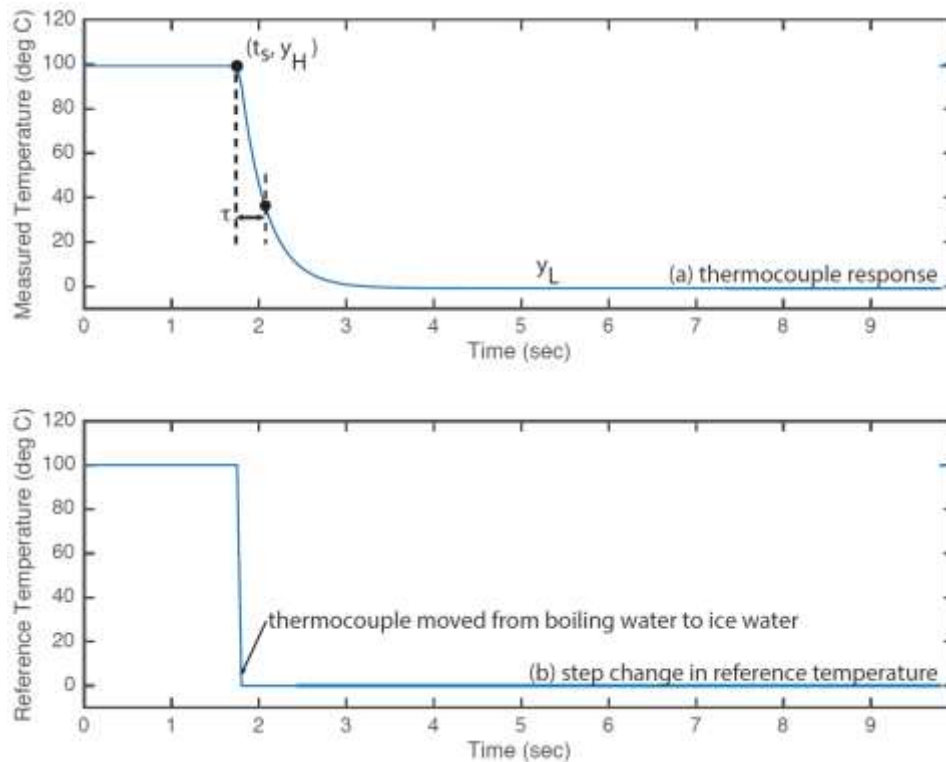 120
100
80
60
40
20
0
Measured Temperature (deg C)
(tS, yH)
τ
yL
(a) thermocouple response
0 1 2 3 4 5 6 7 8 9
Time (sec)
120
100
80
60
40
20
0
Reference Temperature (deg C)
thermocouple moved from boiling water to ice water
(b) step change in reference temperature
0 1 2 3 4 5 6 7 8 9
Time (sec)